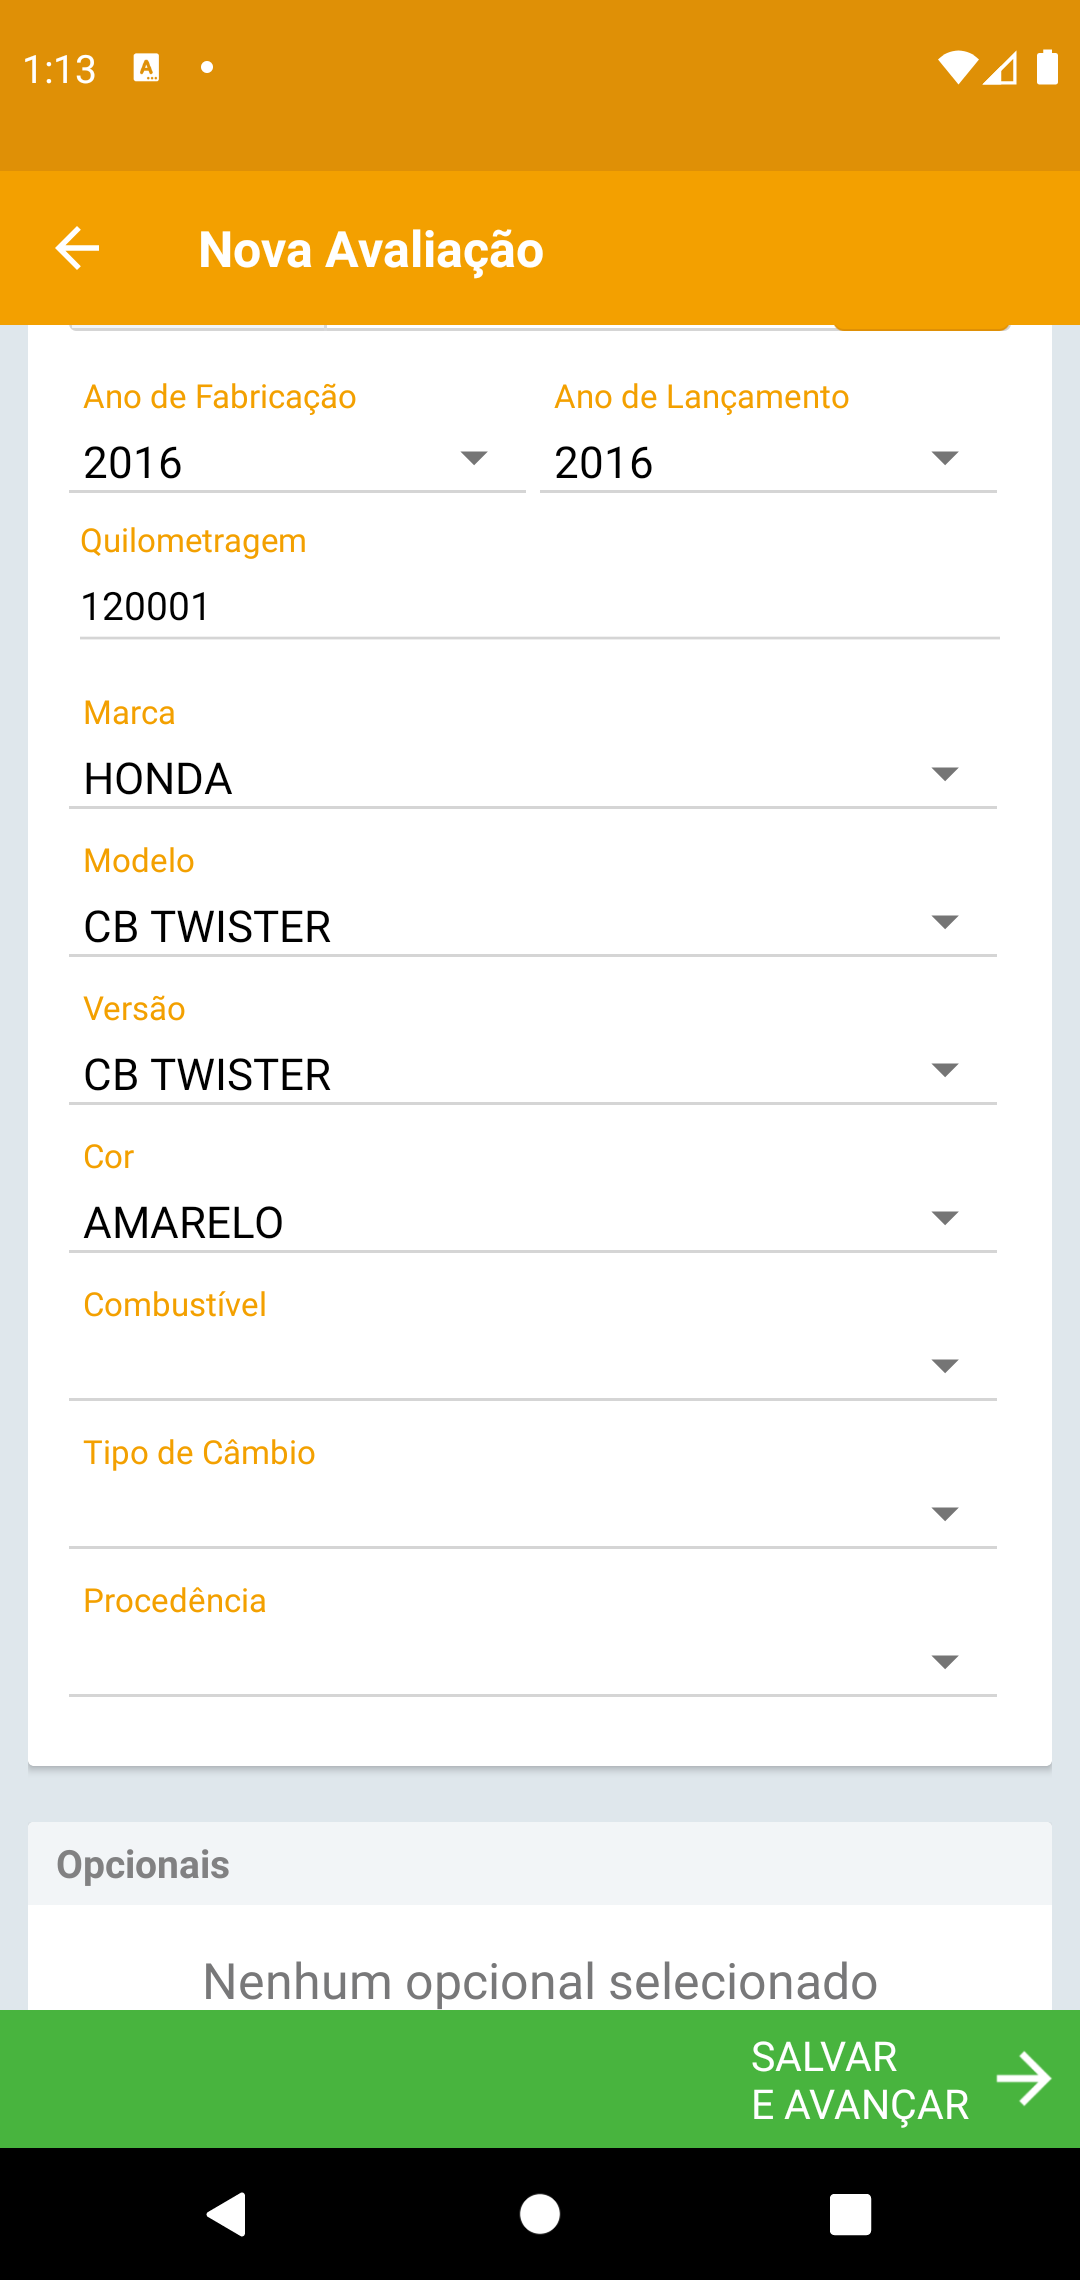 1:13
Nova Avaliação
Ano de Fabricação
Ano de Lançamento
2016
2016
Quilometragem
120001
Marca
HONDA
Modelo
CB TWISTER
Versão
CB TWISTER
Cor
AMARELO
Combustível
Tipo de Câmbio
Procedência
Opcionais
Nenhum opcional selecionado
SALVAR
E AVANÇAR